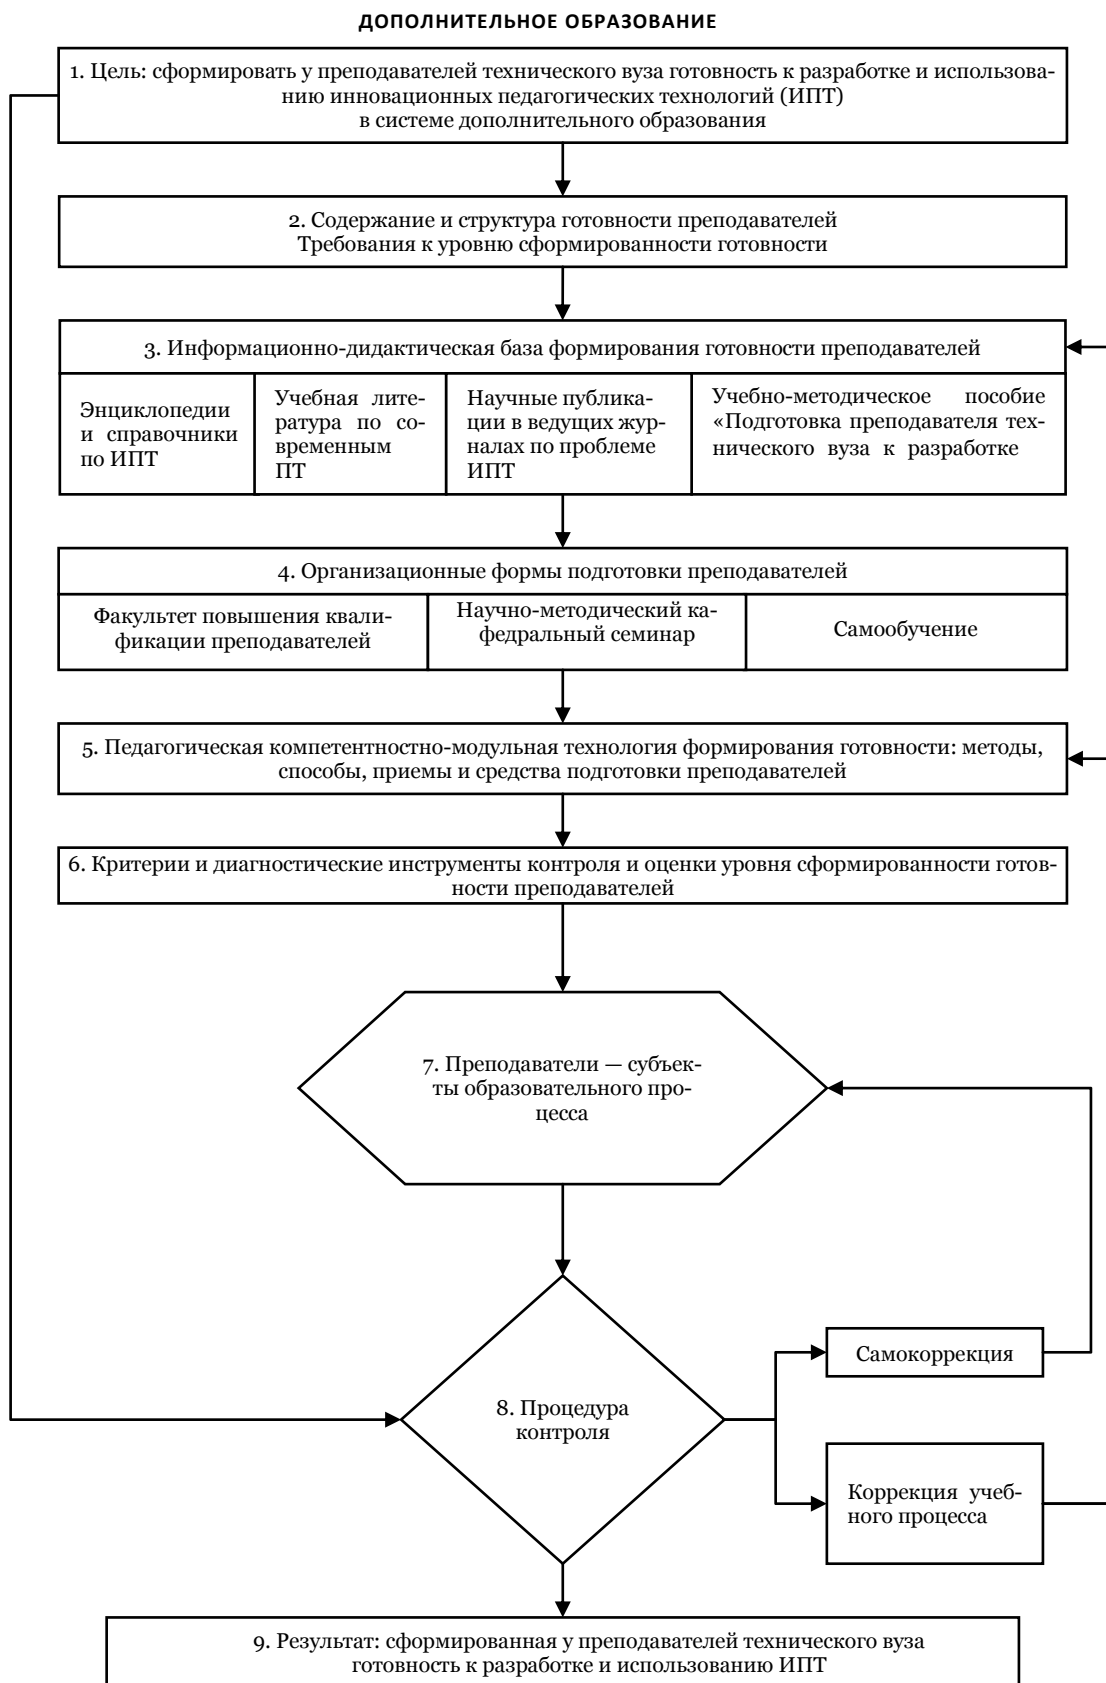 ДОПОЛНИТЕЛЬНОЕ ОБРАЗОВАНИЕ
1. Цель: сформировать у преподавателей технического вуза готовность к разработке и использова-
нию инновационных педагогических технологий (ИПТ)
в системе дополнительного образования
2. Содержание и структура готовности преподавателей
Требования к уровню сформированности готовности
3. Информационно-дидактическая база формирования готовности преподавателей
Энциклопедии
и справочники
по ИПТ
Учебная лите-
ратура по со-
временным
ПТ
Научные публика-
ции в ведущих жур-
налах по проблеме
ИПТ
Учебно-методическое пособие
«Подготовка преподавателя тех-
нического вуза к разработке
4. Организационные формы подготовки преподавателей
Факультет повышения квали-
фикации преподавателей
Научно-методический ка-
федральный семинар
Самообучение
5. Педагогическая компетентностно-модульная технология формирования готовности: методы,
способы, приемы и средства подготовки преподавателей
6. Критерии и диагностические инструменты контроля и оценки уровня сформированности готов-
ности преподавателей
7. Преподаватели — субъек-
ты образовательного про-
цесса
8. Процедура
контроля
Самокоррекция
Коррекция учеб-
ного процесса
9. Результат: сформированная у преподавателей технического вуза
готовность к разработке и использованию ИПТ